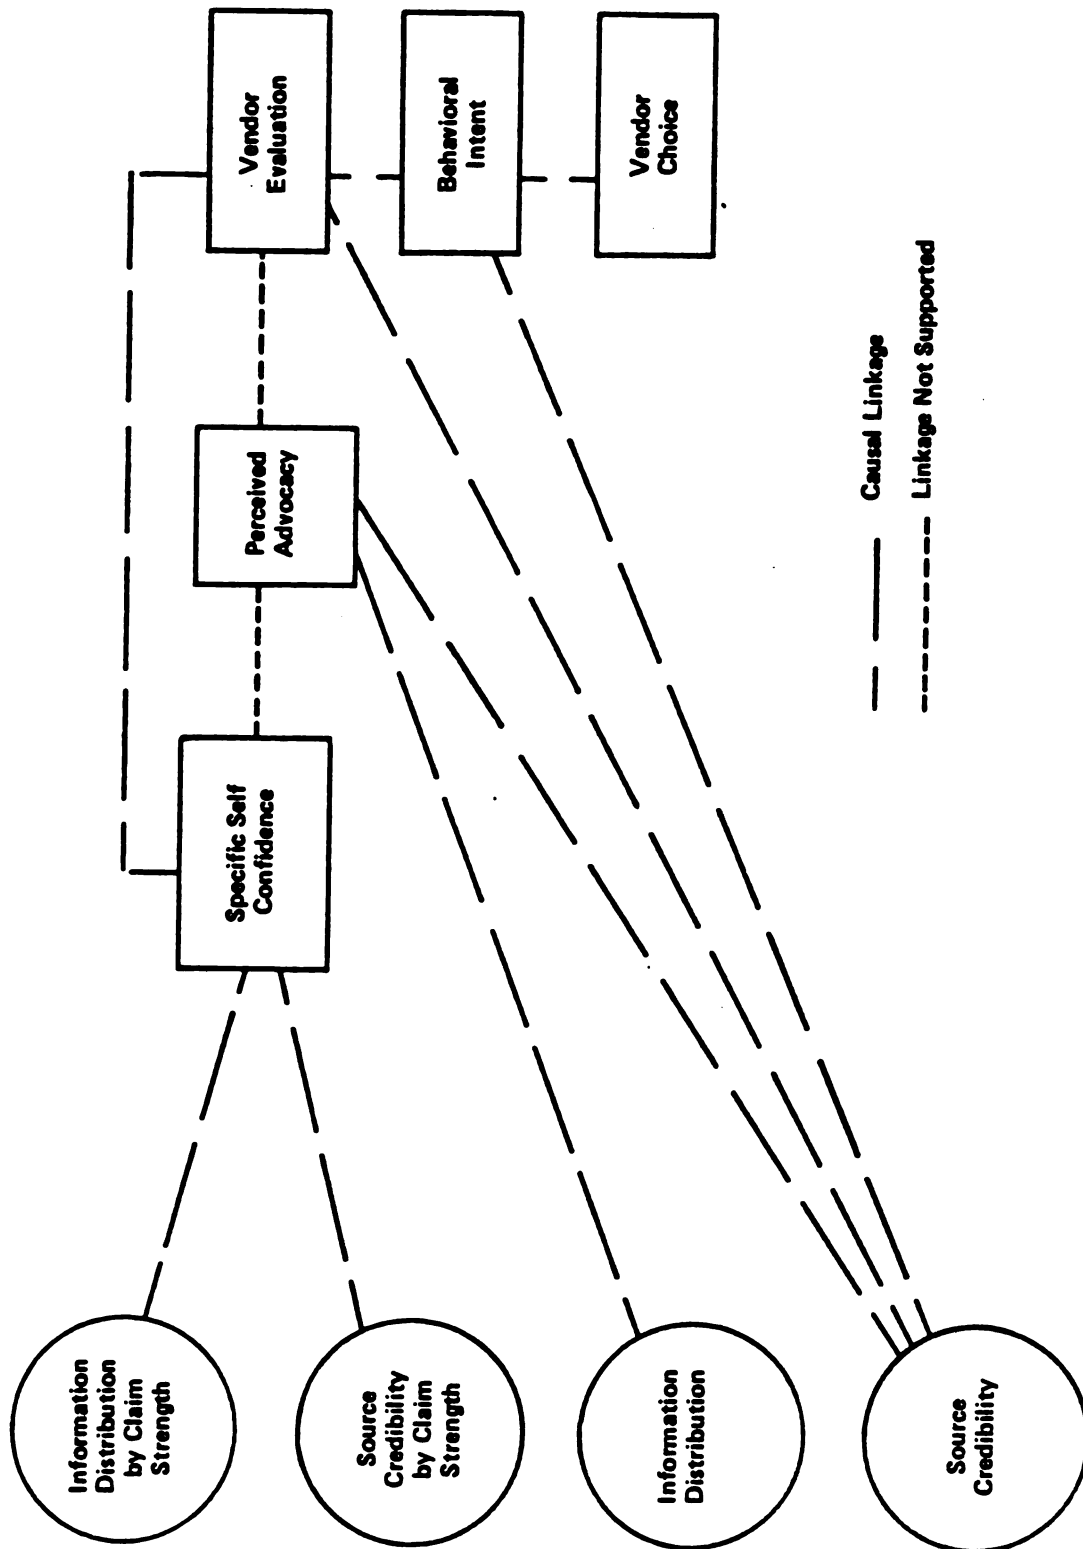 Information
Distribution
by Claim
Strength
Source
Credibility
by Claim
Strength
Information
Distribution
Source
Credibility
Specific Self
Confidence
Perceived
Advocacy
Vendor
Evaluation
Behavioral
Intent
Vendor
Choice
Causal Linkage
Linkage Not Supported